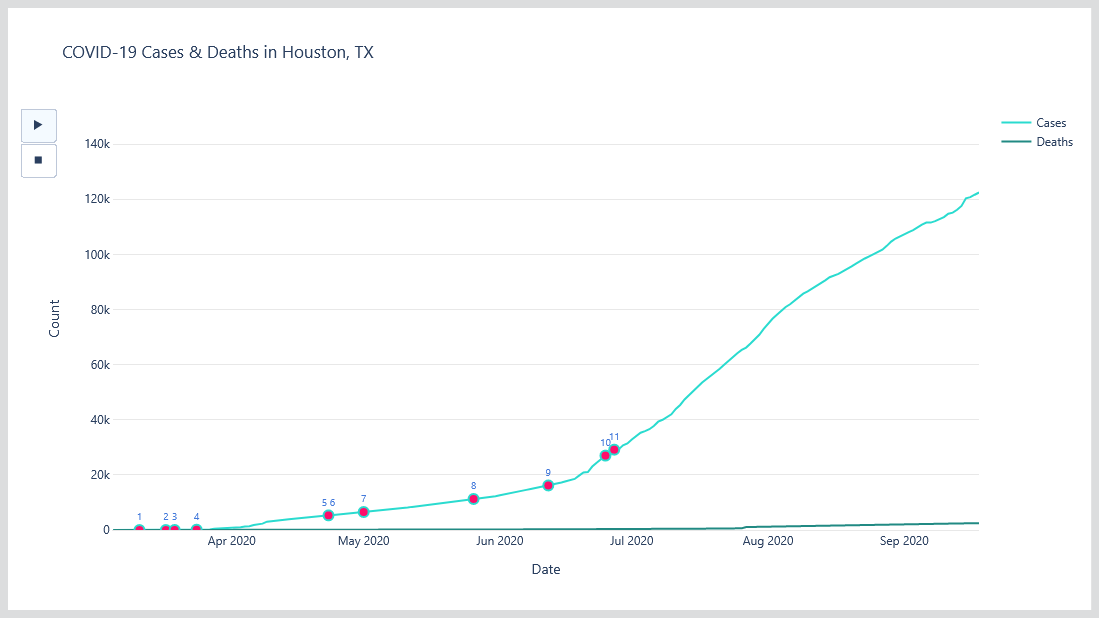 COVID-19 Cases & Deaths in Houston, TX
Cases
Deaths
140k
120k
100k
80k
60k
40k
20k
0
Count
1
2 3
4
5 6
7
8
9
10
11
Apr 2020
May 2020
Jun 2020
Jul 2020
Aug 2020
Sep 2020
Date